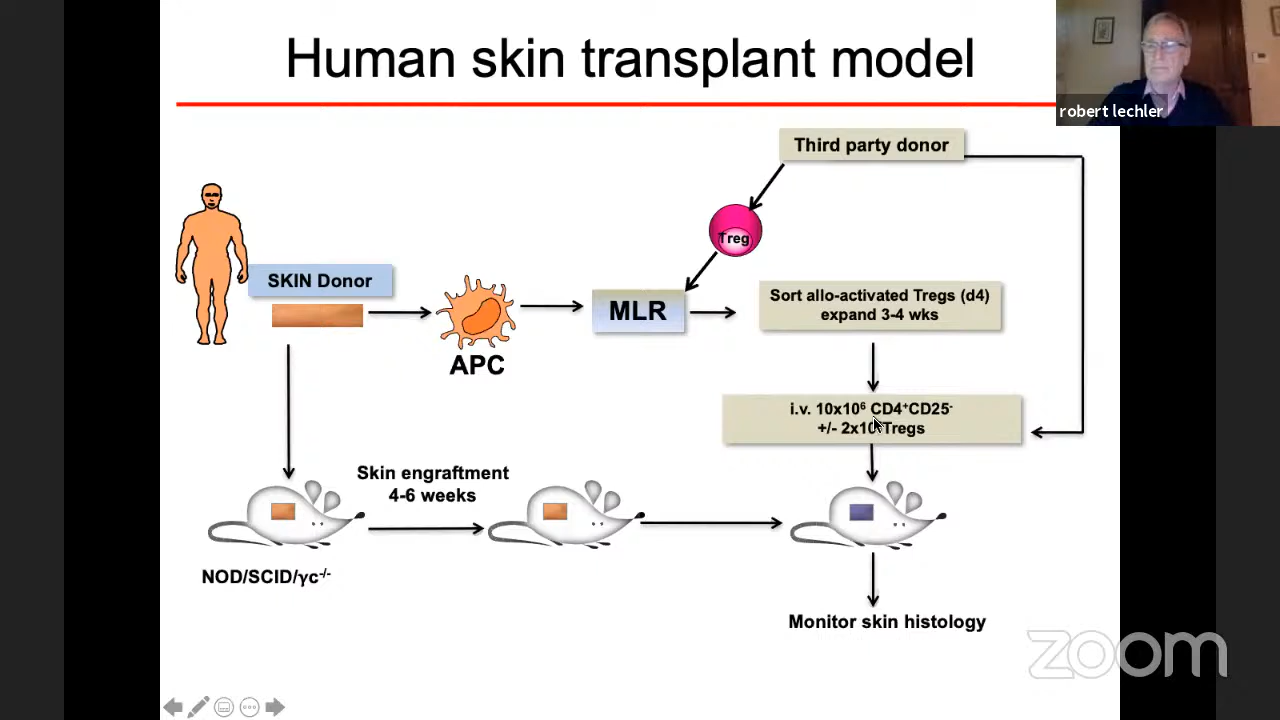 Human skin transplant model
robert lechler
Third party donor
Treg
SKIN Donor
APC
MLR
Sort allo-activated Tregs (d4)
expand 3-4 wks
i.v. 10x10⁶ CD4⁺CD25⁻
+/- 2x10 Tregs
Skin engraftment
4-6 weeks
NOD/SCID/γc⁻/⁻
Monitor skin histology
zoom